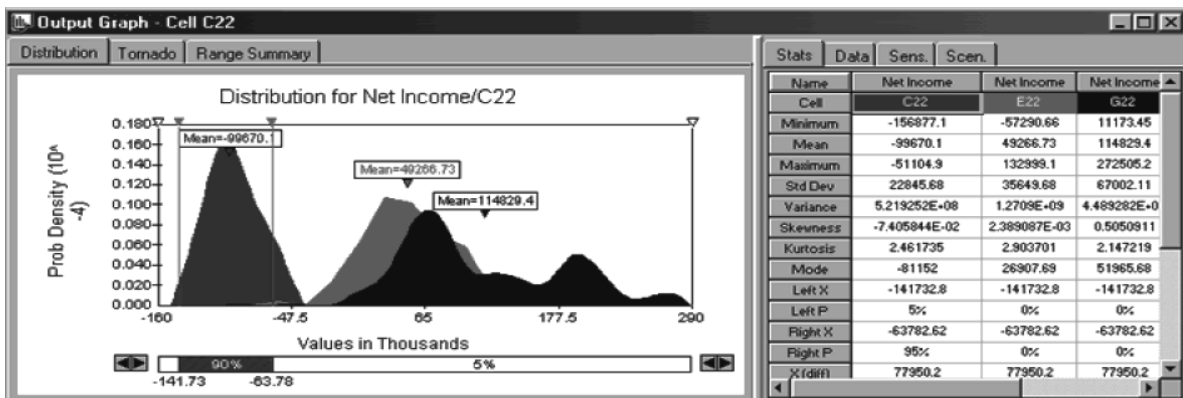 Output Graph - Cell C22
Distribution Tornado Range Summary
Distribution for Net Income/C22
Prob Density (10^
-4)
0.180
0.160
0.140
0.120
0.100
0.080
0.060
0.040
0.020
0.000
Mean=-99670.1
Mean=49266.73
Mean=114829.4
-160 -47.5 65 177.5 290
Values in Thousands
90% 5%
-141.73 -63.78
Stats Data Sens. Scen.
Name Net Income Net Income Net Income
Cell C22 E22 G22
Minimum -156877.1 -57290.66 11173.45
Mean -99670.1 49266.73 114829.4
Maximum -51104.9 132999.1 272505.2
Std Dev 22845.68 35649.68 67002.11
Variance 5.219252E+08 1.2709E+09 4.489282E+0
Skewness -7.405844E-02 2.389087E-03 0.5050911
Kurtosis 2.461735 2.903701 2.147219
Mode -81152 26907.69 51965.68
Left X -141732.8 -141732.8 -141732.8
Left P 5% 0% 0%
Right X -63782.62 -63782.62 -63782.62
Right P 95% 0% 0%
X (diff) 77950.2 77950.2 77950.2